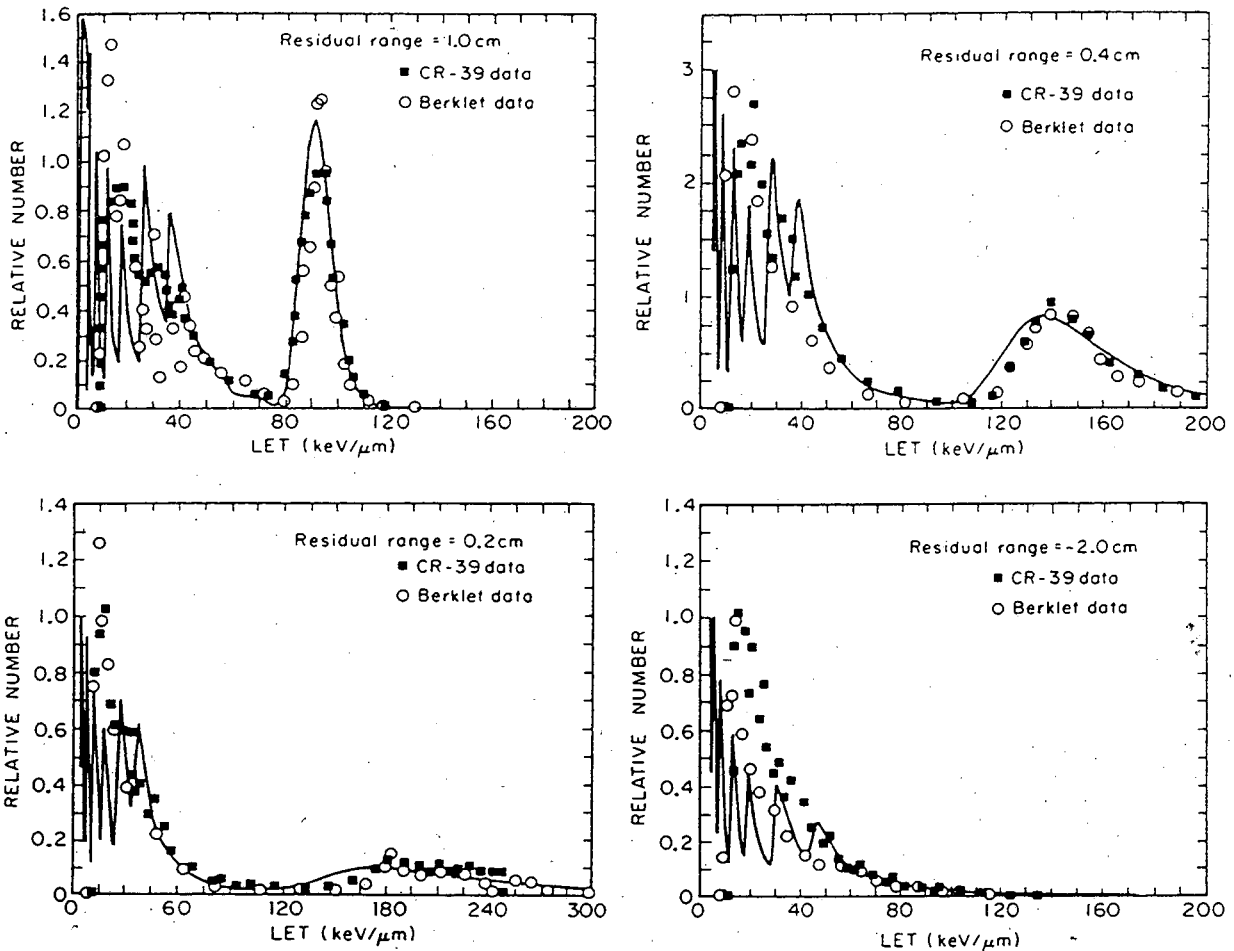 1.6
1.4
1.2
1.0
0.8
0.6
0.4
0.2
0
RELATIVE NUMBER
Residual range = 1.0 cm
CR-39 data
Berklet data
0 40 80 120 160 200
LET (keV/μm)
3
2
1
0
RELATIVE NUMBER
Residual range = 0.4 cm
CR-39 data
Berklet data
0 40 80 120 160 200
LET (keV/μm)
1.4
1.2
1.0
0.8
0.6
0.4
0.2
0
RELATIVE NUMBER
Residual range = 0.2 cm
CR-39 data
Berklet data
0 60 120 180 240 300
LET (keV/μm)
1.4
1.2
1.0
0.8
0.6
0.4
0.2
0
RELATIVE NUMBER
Residual range = -2.0 cm
CR-39 data
Berklet data
0 40 80 120 160 200
LET (keV/μm)